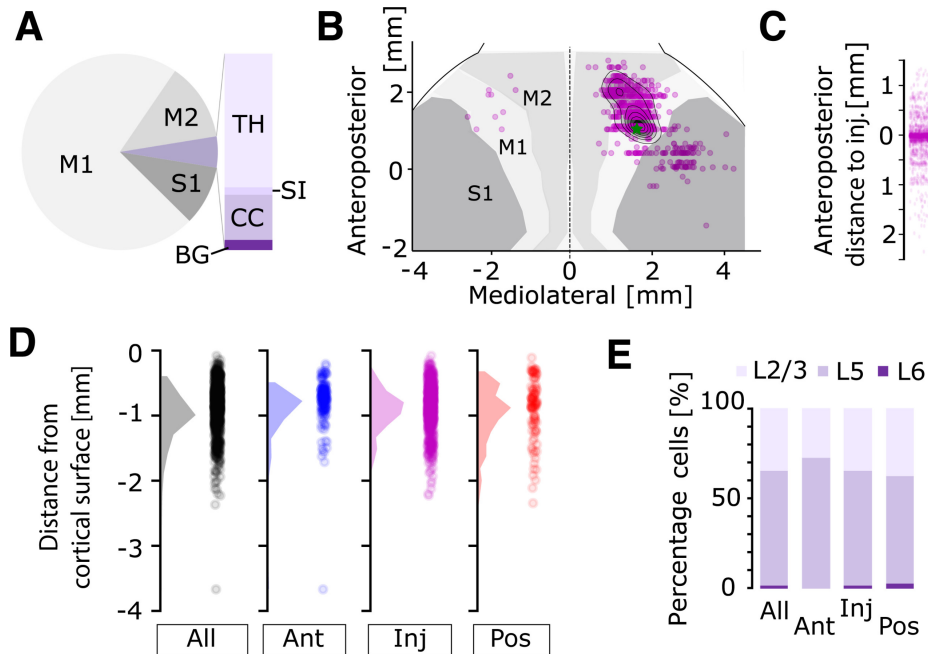 A
M1
M2
S1
TH
SI
CC
BG
B
Anteroposterior [mm]
2
0
-2
M2
M1
S1
-4 -2 0 2 4
Mediolateral [mm]
C
Anteroposterior
distance to inj. [mm]
2
1
0
1
2
D
Distance from
cortical surface [mm]
0
-1
-2
-3
-4
All Ant Inj Pos
E
L2/3 L5 L6
Percentage cells [%]
100
50
0
All Ant Inj Pos